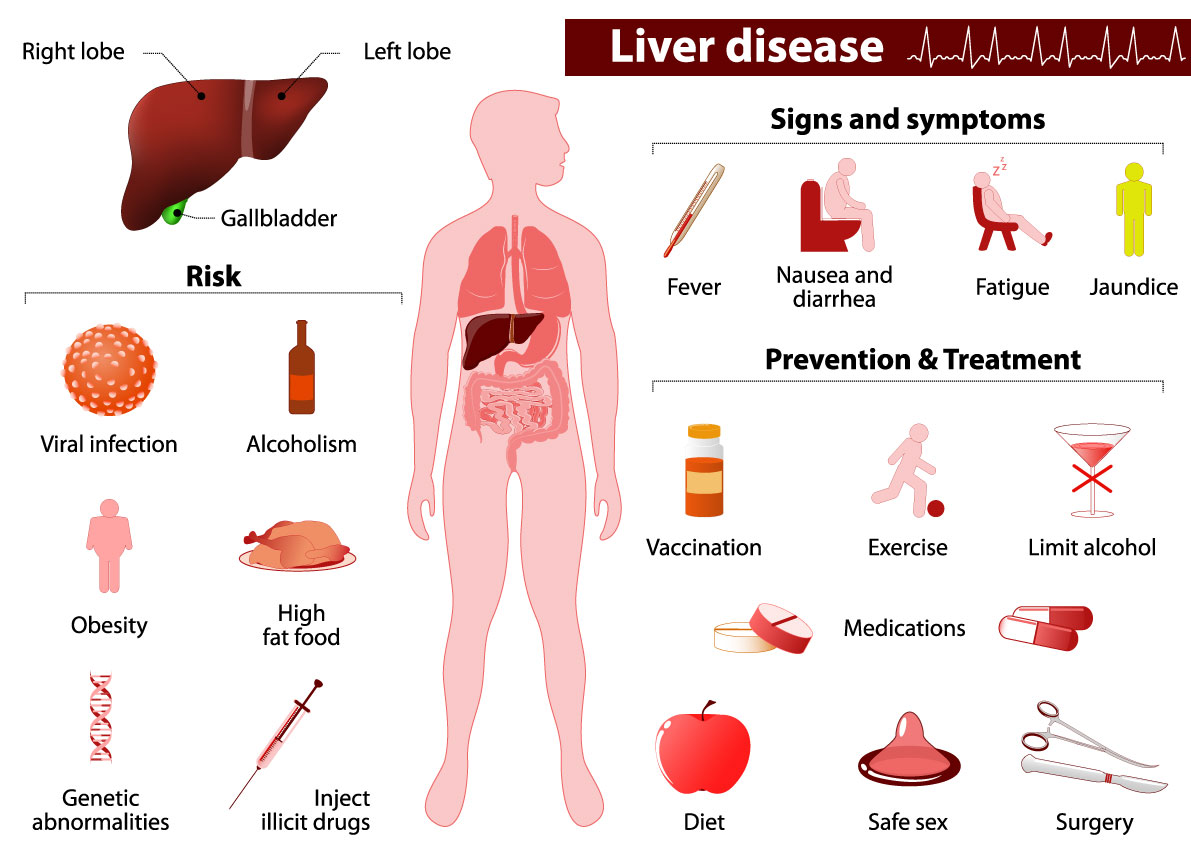 Liver disease
Right lobe
Left lobe
Gallbladder
Risk
Viral infection
Alcoholism
Obesity
High
fat food
Genetic
abnormalities
Inject
illicit drugs
Signs and symptoms
Fever
Nausea and
diarrhea
Z
z
z
Fatigue
Jaundice
Prevention & Treatment
Vaccination
Exercise
Limit alcohol
Medications
Diet
Safe sex
Surgery